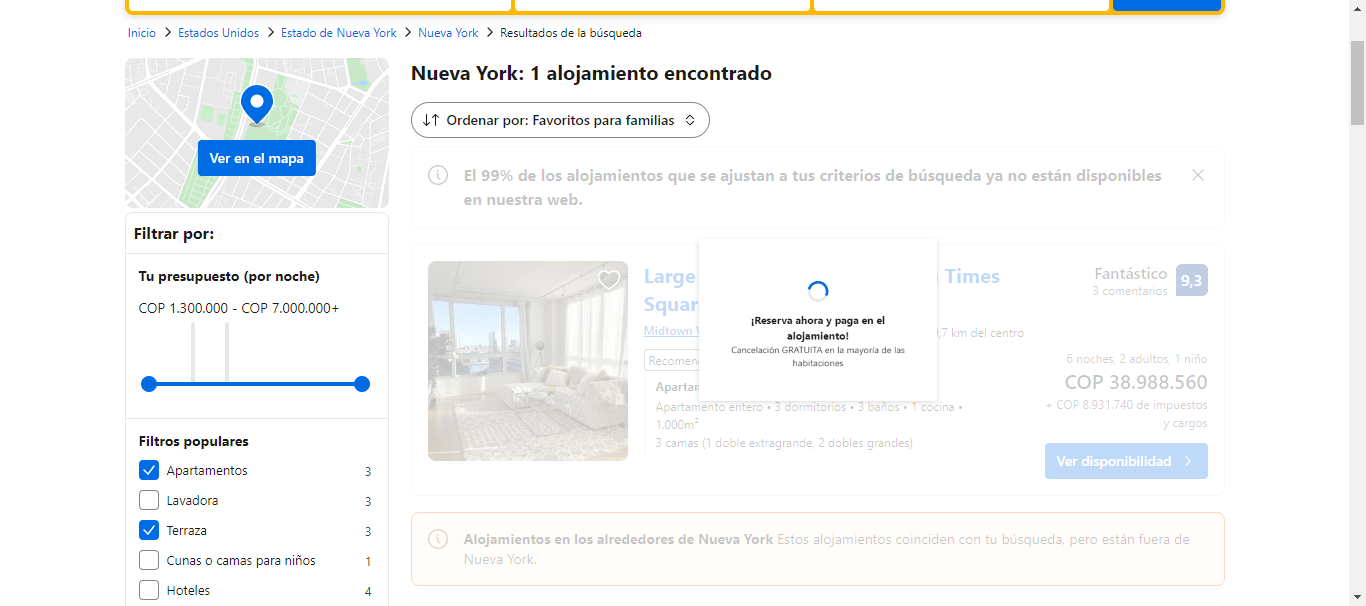 Inicio > Estados Unidos > Estado de Nueva York > Nueva York > Resultados de la búsqueda
Ver en el mapa
Filtrar por:
Tu presupuesto (por noche)
COP 1.300.000 - COP 7.000.000+
Filtros populares
Apartamentos 3
Lavadora 3
Terraza 3
Cunas o camas para niños 1
Hoteles 4
Nueva York: 1 alojamiento encontrado
Ordenar por: Favoritos para familias
El 99% de los alojamientos que se ajustan a tus criterios de búsqueda ya no están disponibles
en nuestra web.
Large Times
Squar
Midtown
,7 km del centro
Recomen
Fantástico
3 comentarios
9,3
¡Reserva ahora y paga en el
alojamiento!
Cancelación GRATUITA en la mayoría de las
habitaciones
Apartar
Apartamento entero • 3 dormitorios • 3 baños • 1 cocina •
1.000m²
3 camas (1 doble extragrande, 2 dobles grandes)
6 noches, 2 adultos, 1 niño
COP 38.988.560
+ COP 8.931.740 de impuestos
y cargos
Ver disponibilidad
Alojamientos en los alrededores de Nueva York Estos alojamientos coinciden con tu búsqueda, pero están fuera de
Nueva York.